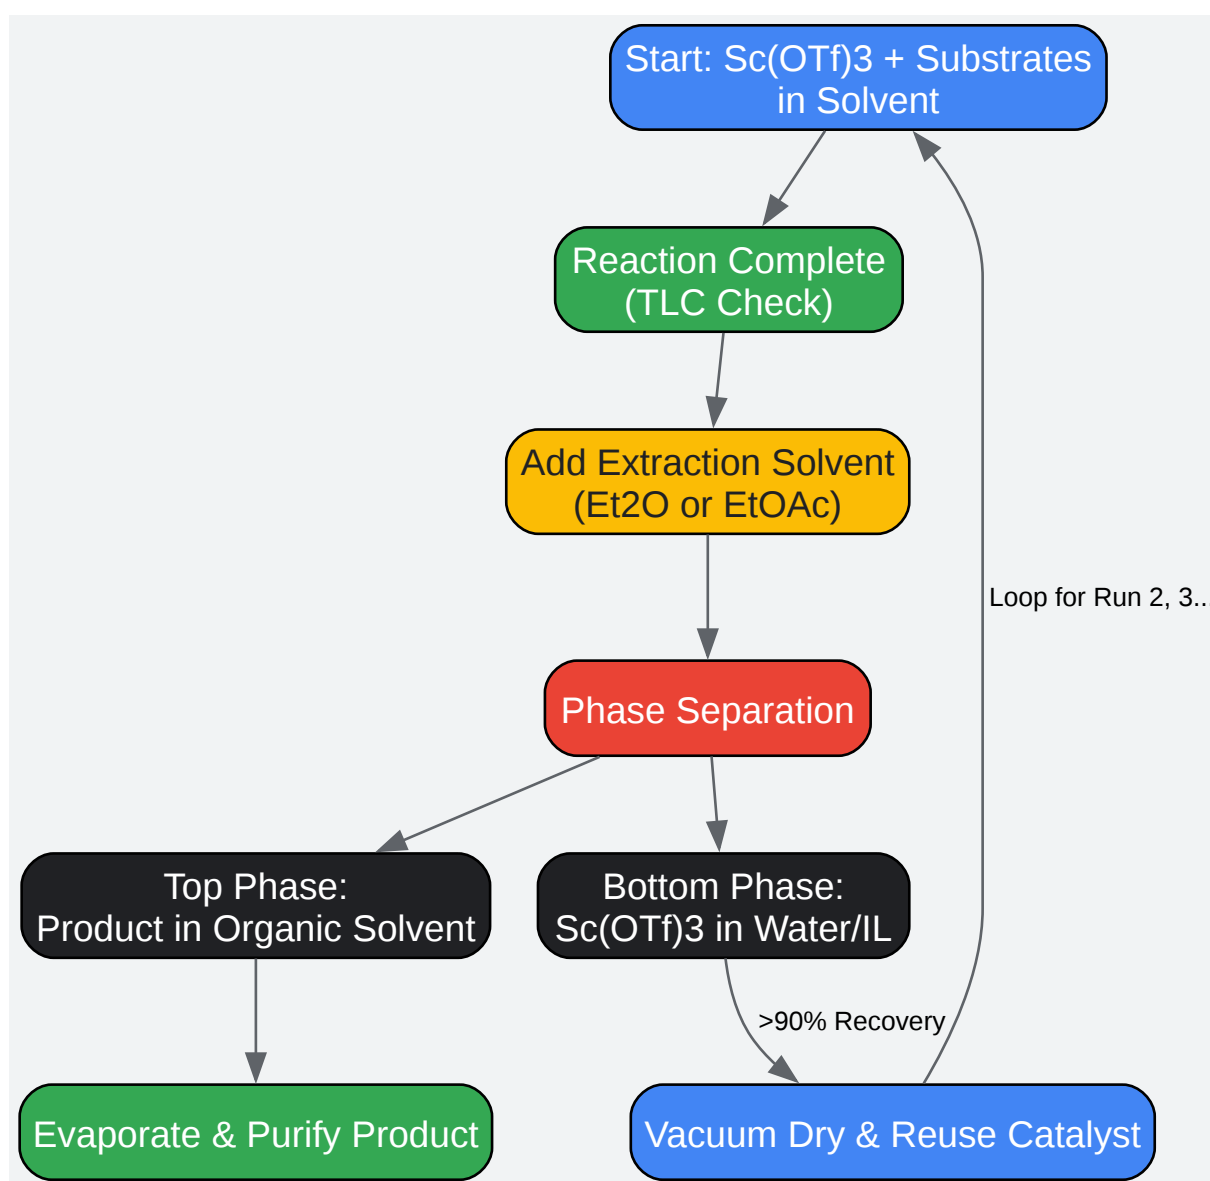 Start: Sc(OTf)3 + Substrates
in Solvent
Reaction Complete
(TLC Check)
Add Extraction Solvent
(Et2O or EtOAc)
Loop for Run 2, 3...
Phase Separation
Top Phase:
Product in Organic Solvent
Bottom Phase:
Sc(OTf)3 in Water/IL
>90% Recovery
Evaporate & Purify Product
Vacuum Dry & Reuse Catalyst